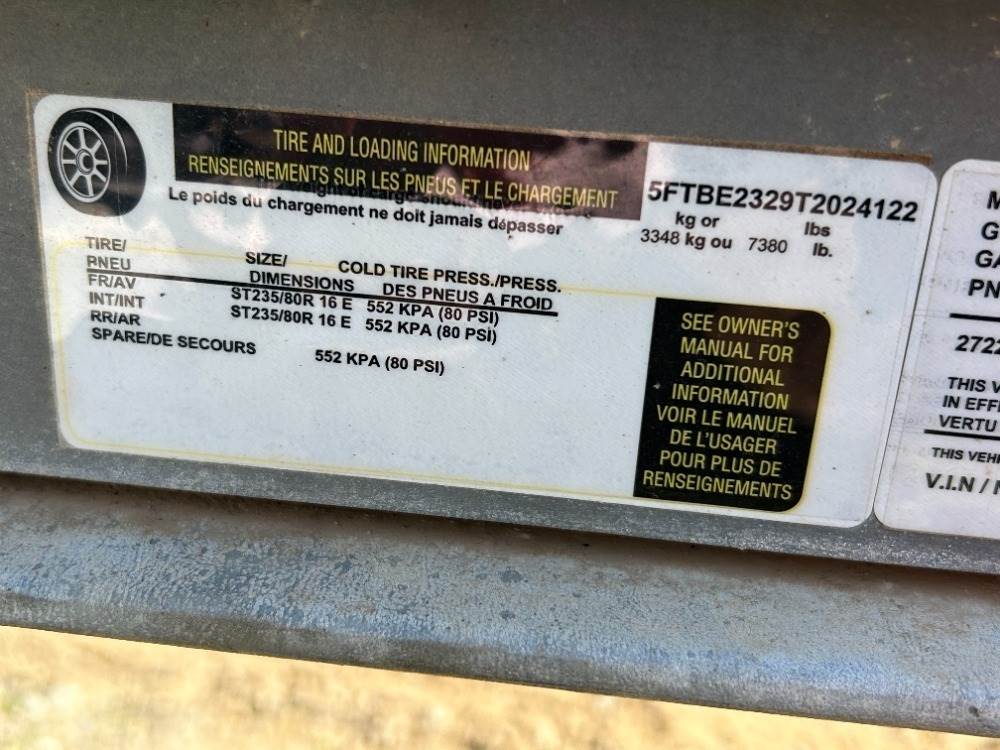 TIRE AND LOADING INFORMATION
RENSEIGNEMENTS SUR LES PNEUS ET LE CHARGEMENT
5FTBE2329T2024122
Le poids du chargement ne doit jamais dépasser
kg or lbs
3348 kg ou 7380 lb.
TIRE/ SIZE/ COLD TIRE PRESS./PRESS.
PNEU DIMENSIONS DES PNEUS A FROID
FR/AV ST235/80R 16 E 552 KPA (80 PSI)
INT/INT ST235/80R 16 E 552 KPA (80 PSI)
RR/AR
SPARE/DE SECOURS 552 KPA (80 PSI)
SEE OWNER'S
MANUAL FOR
ADDITIONAL
INFORMATION
VOIR LE MANUEL
DE L'USAGER
POUR PLUS DE
RENSEIGNEMENTS
M
G
GA
PN
272
THIS V
IN EFF
VERTU
THIS VEH
V.I.N /